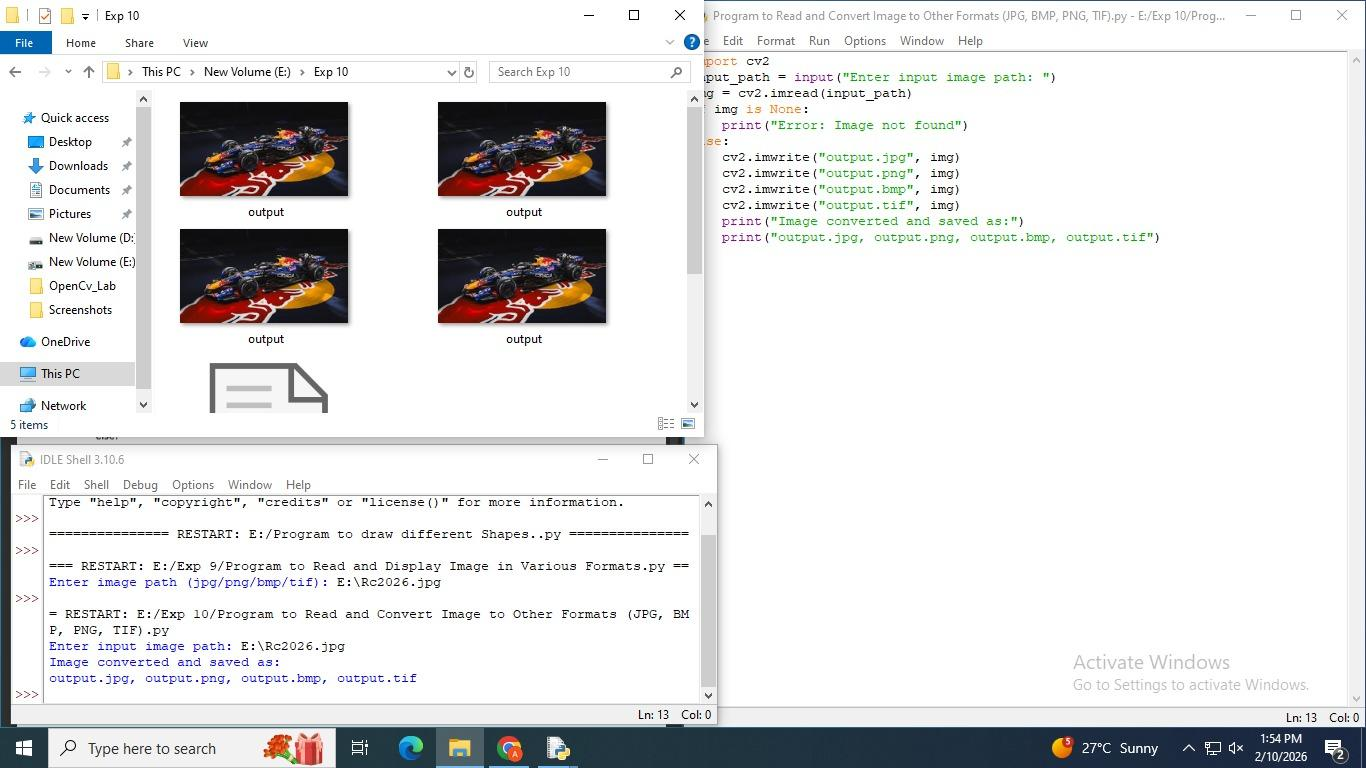 Exp 10
File Home Share View
This PC > New Volume (E:) > Exp 10
Search Exp 10
Quick access
Desktop
Downloads
Documents
Pictures
New Volume (D:
New Volume (E:)
OpenCv_Lab
Screenshots
OneDrive
This PC
Network
output
output
output
output
5 items
Program to Read and Convert Image to Other Formats (JPG, BMP, PNG, TIF).py - E:/Exp 10/Prog...
Edit Format Run Options Window Help
port cv2
put_path = input("Enter input image path: ")
g = cv2.imread(input_path)
img is None:
print("Error: Image not found")
se:
cv2.imwrite("output.jpg", img)
cv2.imwrite("output.png", img)
cv2.imwrite("output.bmp", img)
cv2.imwrite("output.tif", img)
print("Image converted and saved as:")
print("output.jpg, output.png, output.bmp, output.tif")
Activate Windows
Go to Settings to activate Windows.
Ln: 13 Col: 0
IDLE Shell 3.10.6
File Edit Shell Debug Options Window Help
Type "help", "copyright", "credits" or "license()" for more information.
>>>
=============== RESTART: E:/Program to draw different Shapes..py ===============
>>>
=== RESTART: E:/Exp 9/Program to Read and Display Image in Various Formats.py ==
Enter image path (jpg/png/bmp/tif): E:\Rc2026.jpg
>>>
= RESTART: E:/Exp 10/Program to Read and Convert Image to Other Formats (JPG, BM
P, PNG, TIF).py
Enter input image path: E:\Rc2026.jpg
Image converted and saved as:
output.jpg, output.png, output.bmp, output.tif
>>>
Ln: 13 Col: 0
Type here to search
5
27°C Sunny
1:54 PM
2/10/2026
2